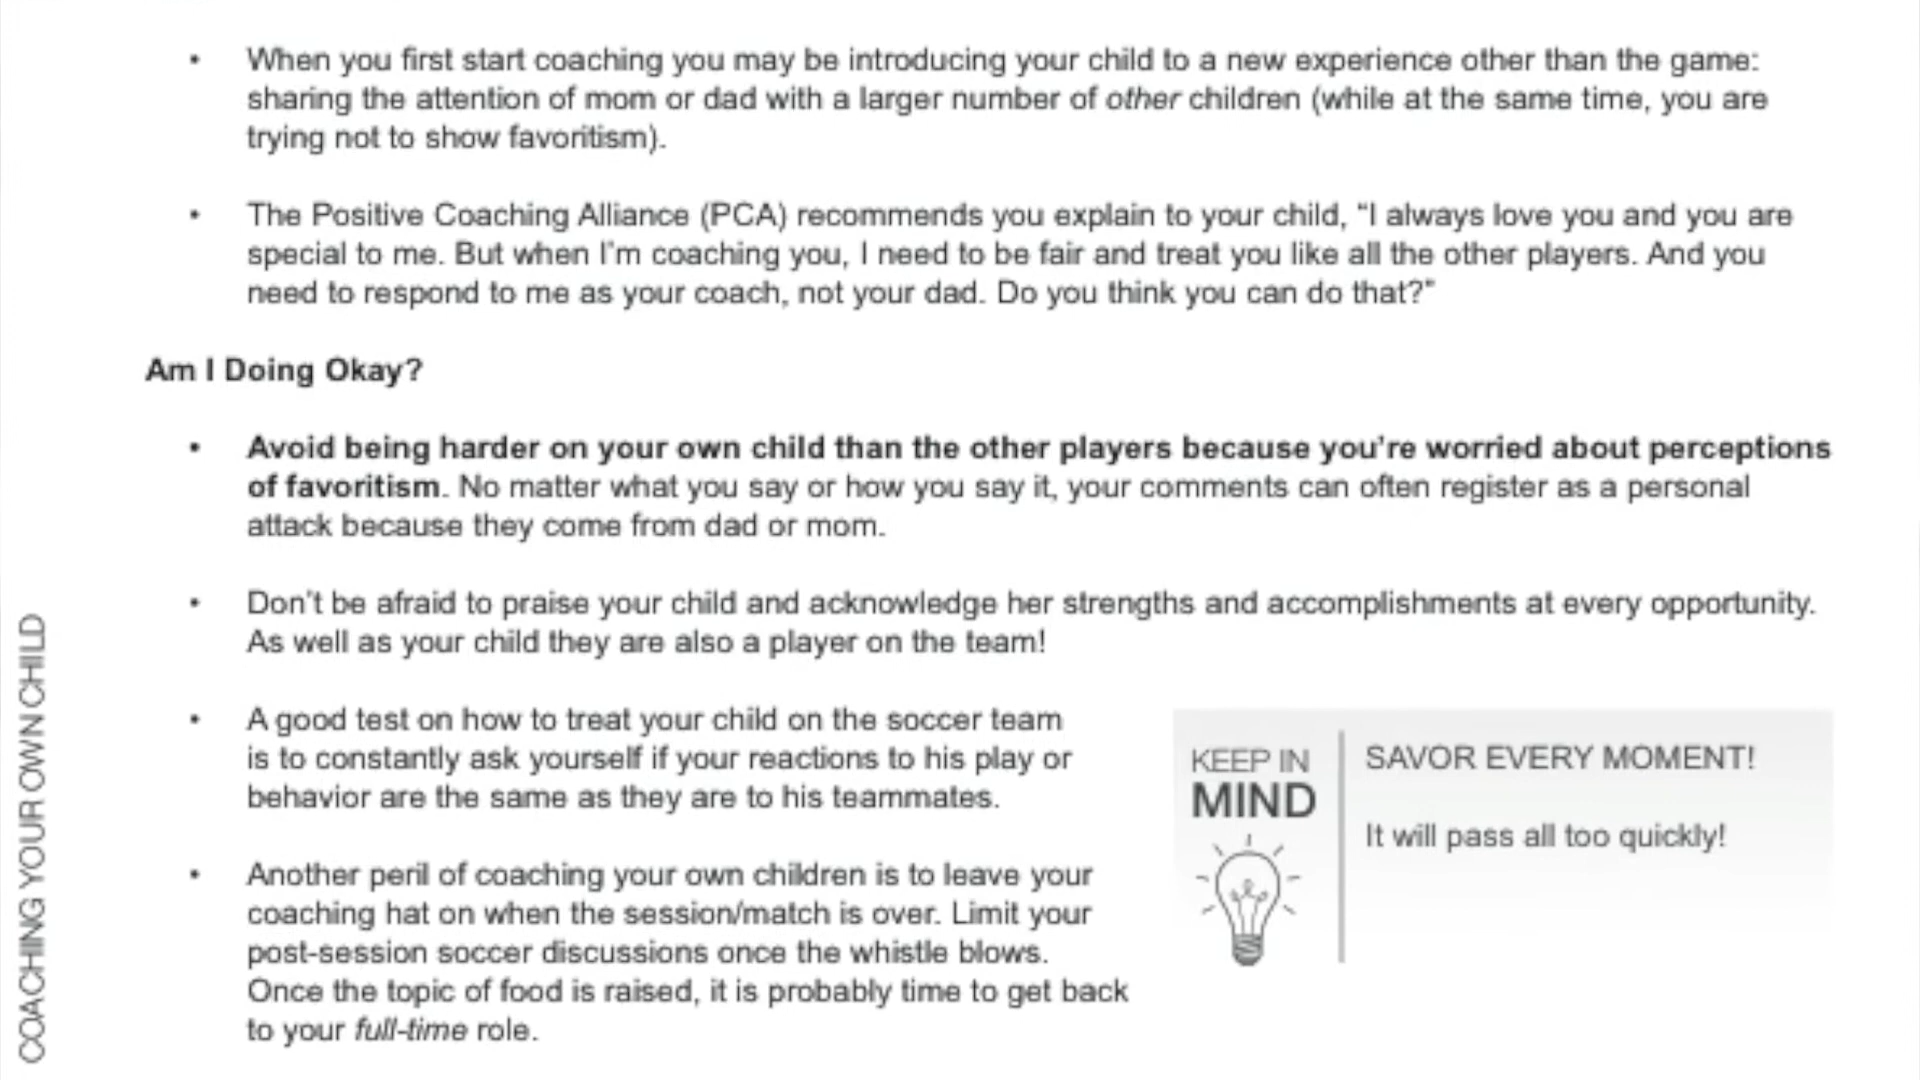 • When you first start coaching you may be introducing your child to a new experience other than the game:
sharing the attention of mom or dad with a larger number of other children (while at the same time, you are
trying not to show favoritism).
• The Positive Coaching Alliance (PCA) recommends you explain to your child, “I always love you and you are
special to me. But when I'm coaching you, I need to be fair and treat you like all the other players. And you
need to respond to me as your coach, not your dad. Do you think you can do that?”
Am I Doing Okay?
• Avoid being harder on your own child than the other players because you're worried about perceptions
of favoritism. No matter what you say or how you say it, your comments can often register as a personal
attack because they come from dad or mom.
• Don't be afraid to praise your child and acknowledge her strengths and accomplishments at every opportunity.
As well as your child they are also a player on the team!
• A good test on how to treat your child on the soccer team
is to constantly ask yourself if your reactions to his play or
behavior are the same as they are to his teammates.
• Another peril of coaching your own children is to leave your
coaching hat on when the session/match is over. Limit your
post-session soccer discussions once the whistle blows.
Once the topic of food is raised, it is probably time to get back
to your full-time role.
KEEP IN
MIND
SAVOR EVERY MOMENT!
It will pass all too quickly!
COACHING YOUR OWN CHILD